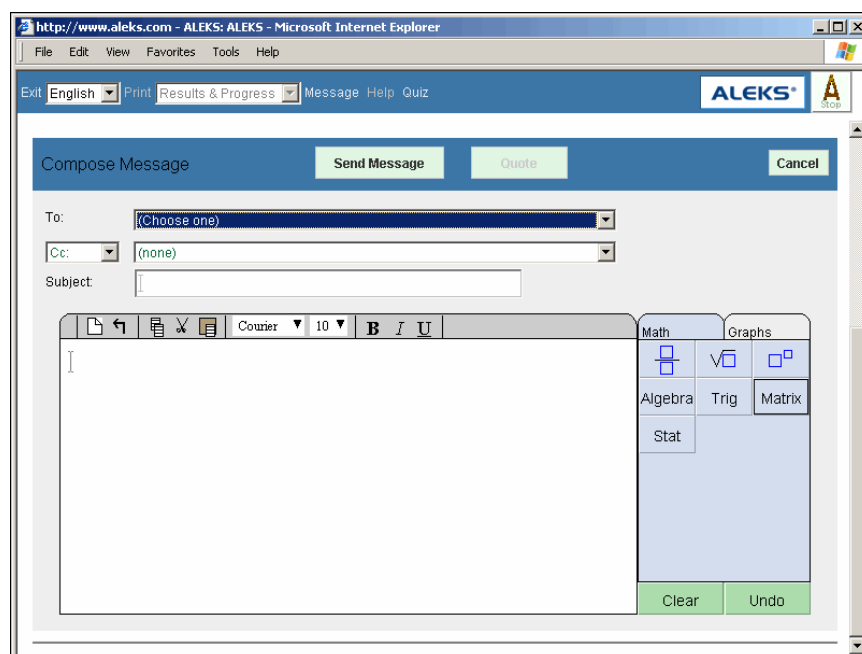 http://www.aleks.com - ALEKS: ALEKS - Microsoft Internet Explorer
File Edit View Favorites Tools Help
Exit English Print Results & Progress Message Help Quiz ALEKS® Stop
Compose Message Send Message Quote Cancel
To: (Choose one)
Cc: (none)
Subject:
Courier 10 B I U Math Graphs
Algebra Trig Matrix
Stat
Clear Undo